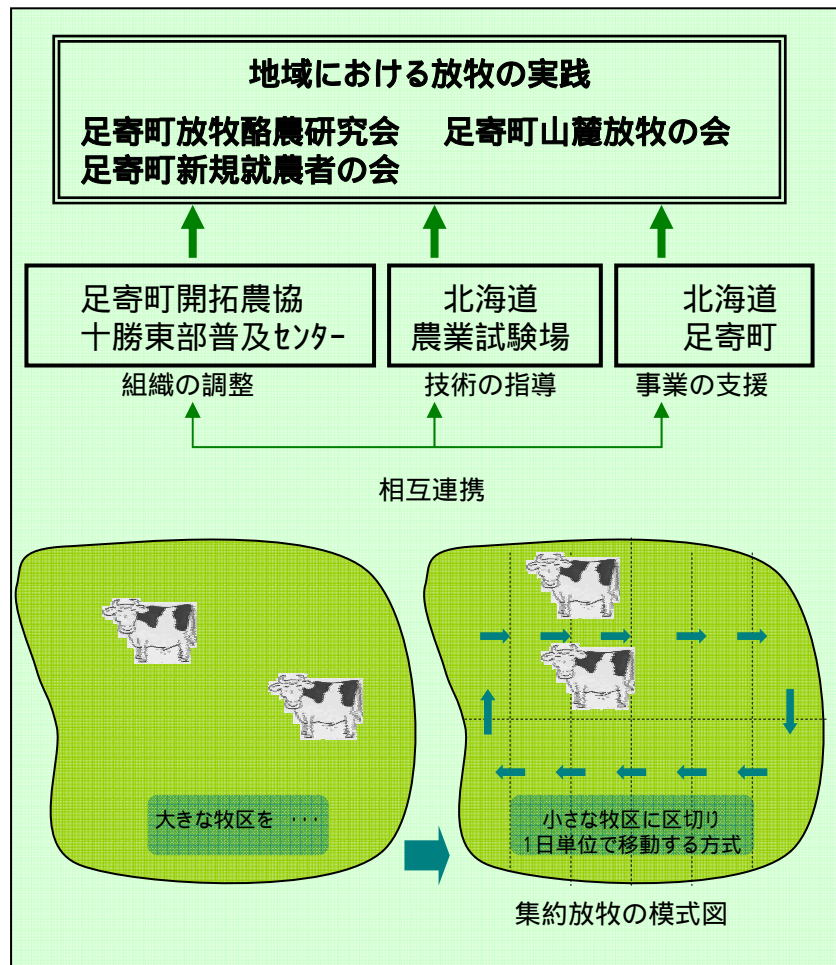 地域における放牧の実践
足寄町放牧酪農研究会 足寄町山麓放牧の会
足寄町新規就農者の会
足寄町開拓農協
十勝東部普及ｾﾝﾀｰ
組織の調整
北海道
農業試験場
技術の指導
北海道
足寄町
事業の支援
相互連携
大きな牧区を ･･･
小さな牧区に区切り
1日単位で移動する方式
集約放牧の模式図